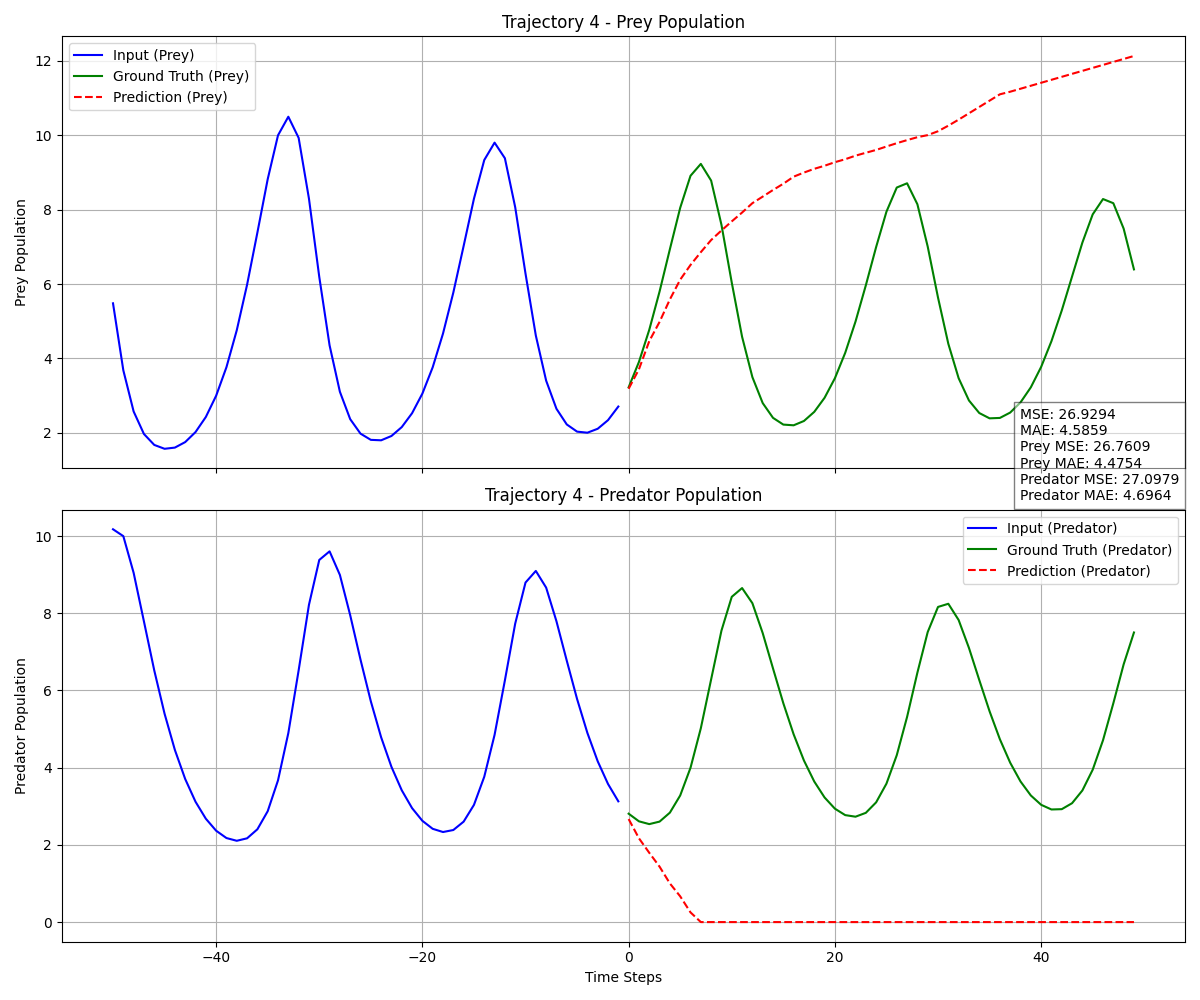 Trajectory 4 - Prey Population
Input (Prey)
Ground Truth (Prey)
Prediction (Prey)
Prey Population
12
10
8
6
4
2
MSE: 26.9294
MAE: 4.5859
Prey MSE: 26.7609
Prey MAE: 4.4754
Predator MSE: 27.0979
Predator MAE: 4.6964
Trajectory 4 - Predator Population
Input (Predator)
Ground Truth (Predator)
Prediction (Predator)
Predator Population
10
8
6
4
2
0
−40 −20 0 20 40
Time Steps